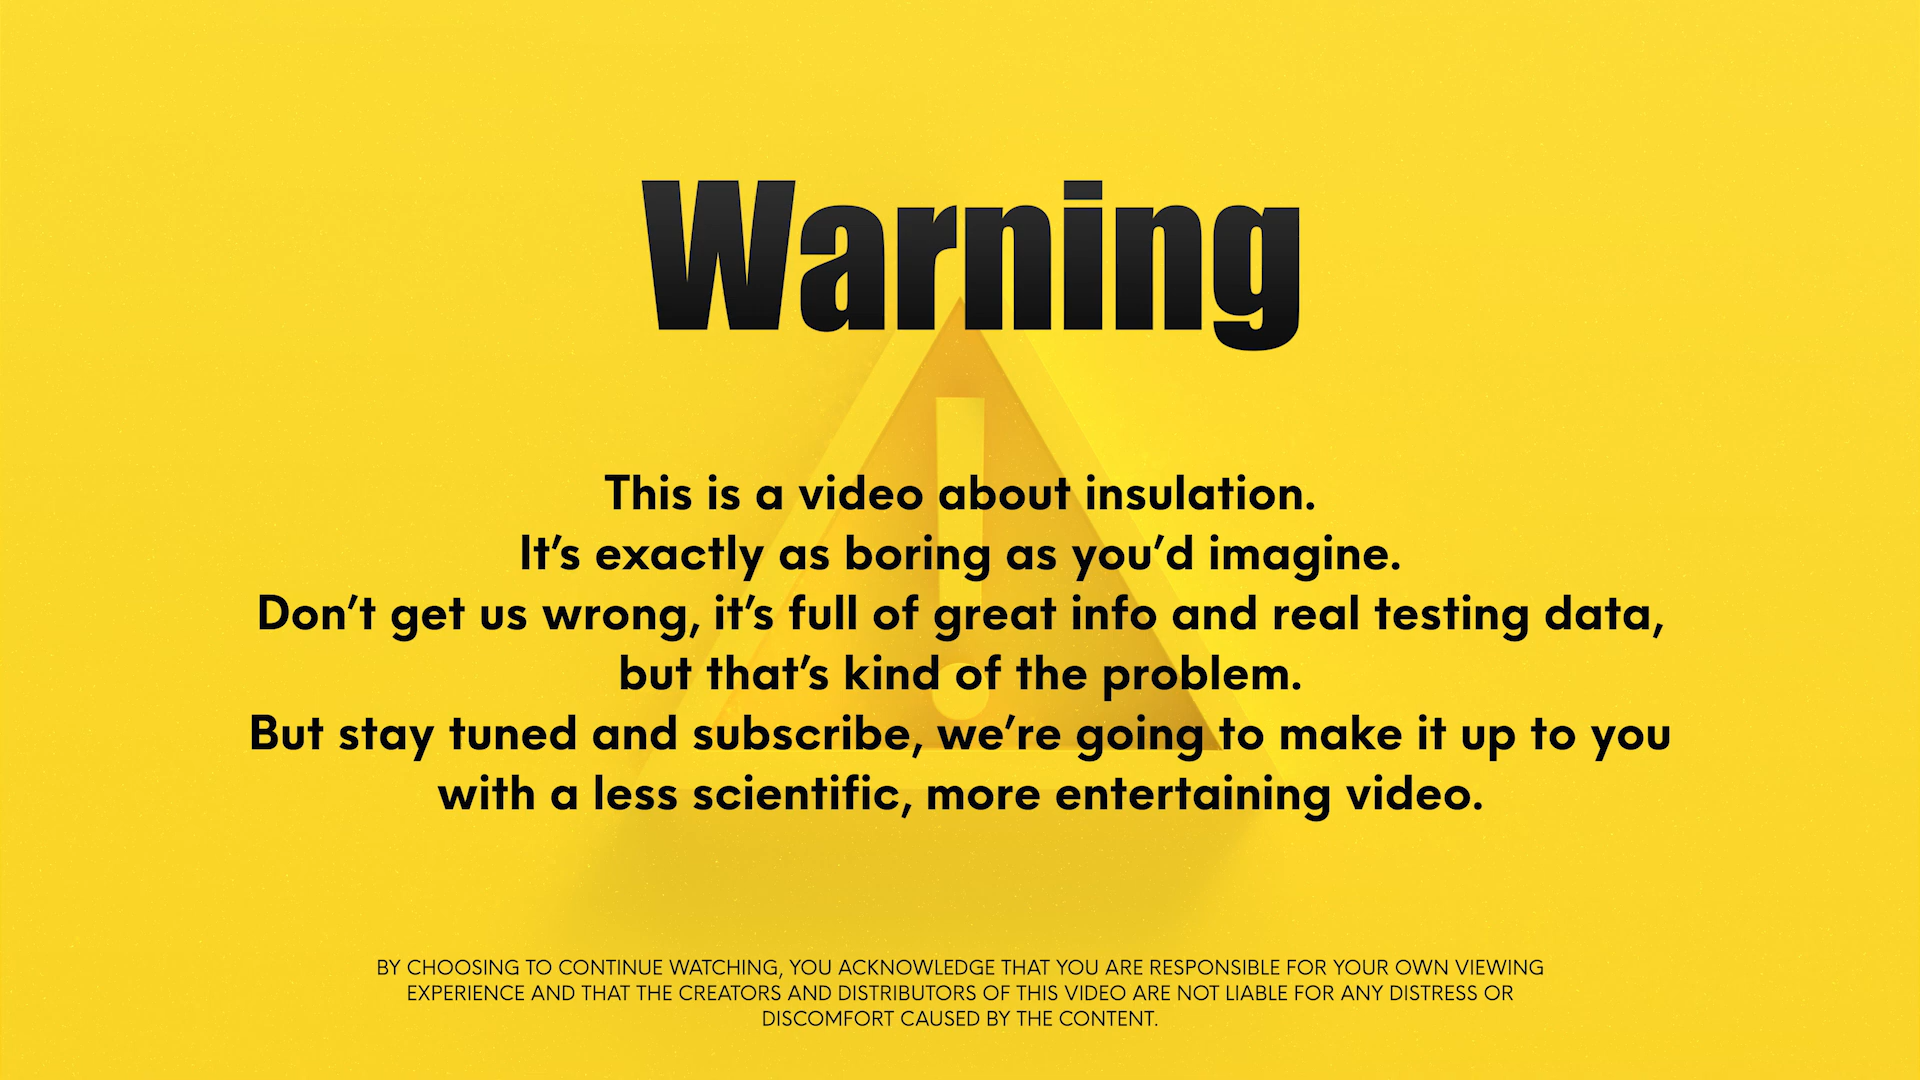 Warning
This is a video about insulation.
It’s exactly as boring as you’d imagine.
Don’t get us wrong, it’s full of great info and real testing data,
but that’s kind of the problem.
But stay tuned and subscribe, we’re going to make it up to you
with a less scientific, more entertaining video.
BY CHOOSING TO CONTINUE WATCHING, YOU ACKNOWLEDGE THAT YOU ARE RESPONSIBLE FOR YOUR OWN VIEWING
EXPERIENCE AND THAT THE CREATORS AND DISTRIBUTORS OF THIS VIDEO ARE NOT LIABLE FOR ANY DISTRESS OR
DISCOMFORT CAUSED BY THE CONTENT.